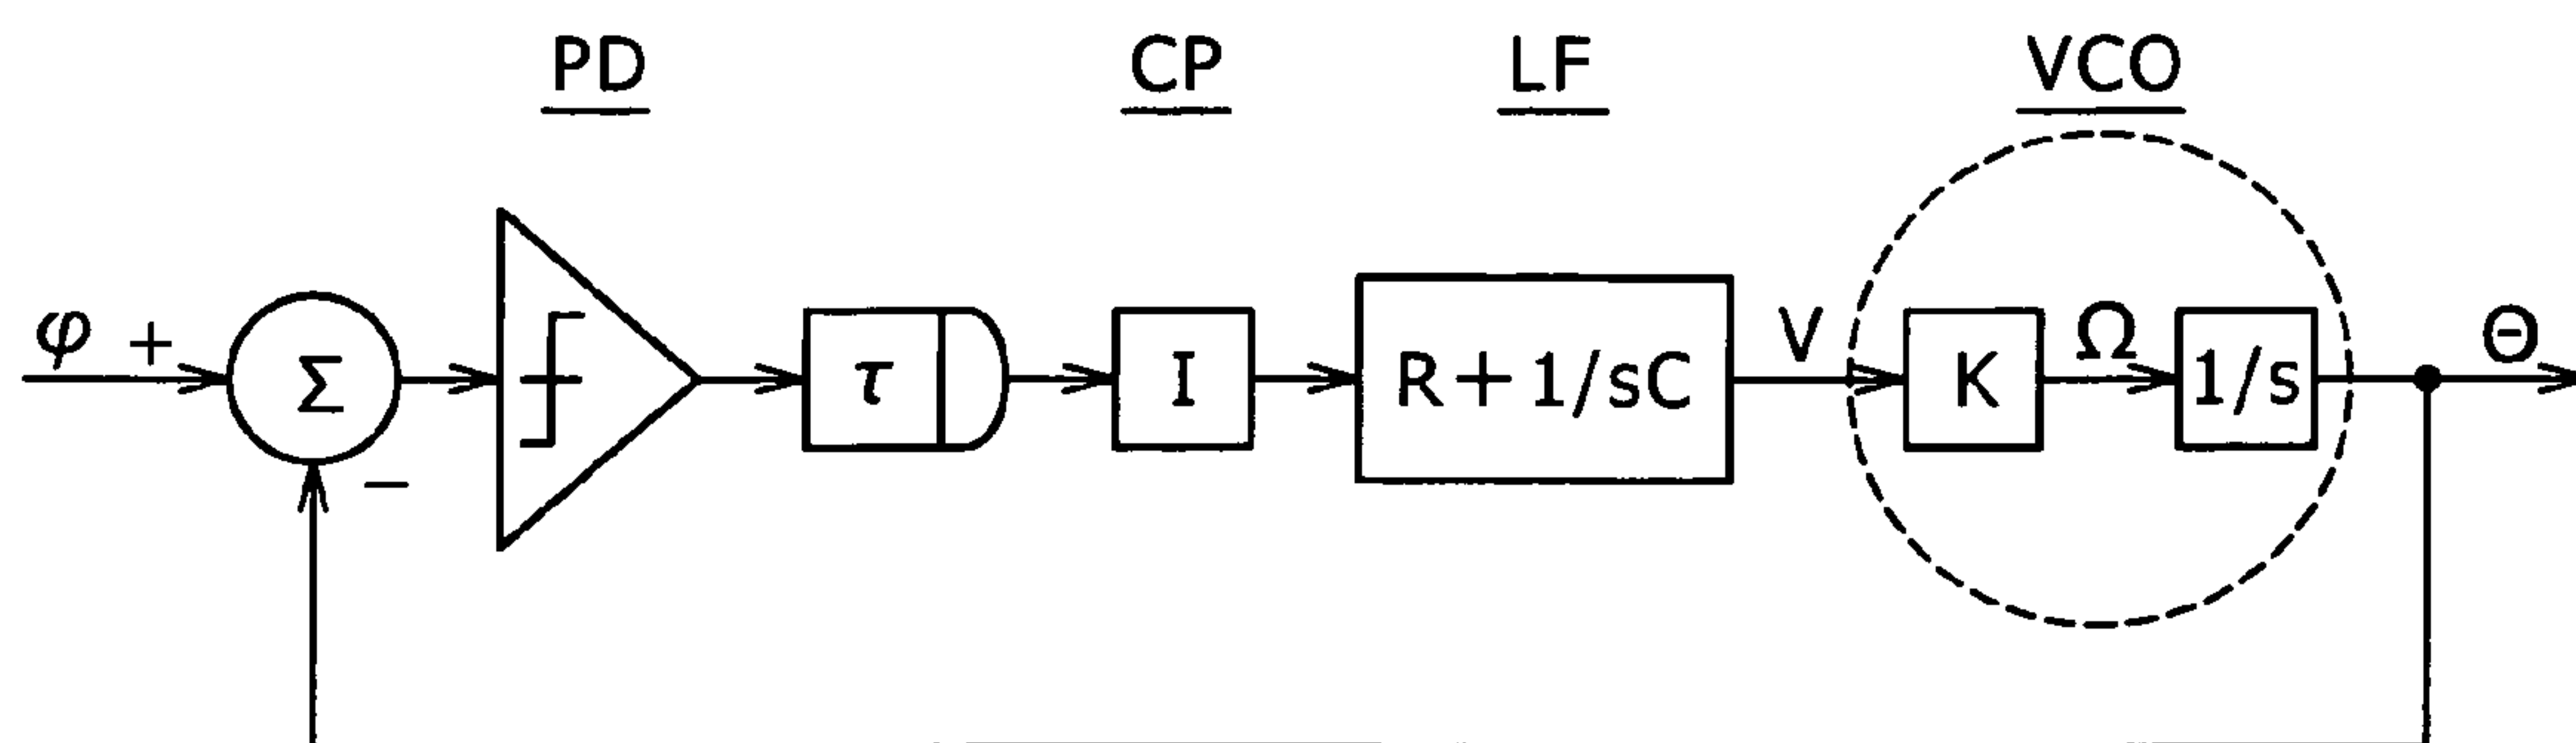 PD CP LF VCO
φ + Σ τ I R+1/sC V K Ω 1/s Θ
−